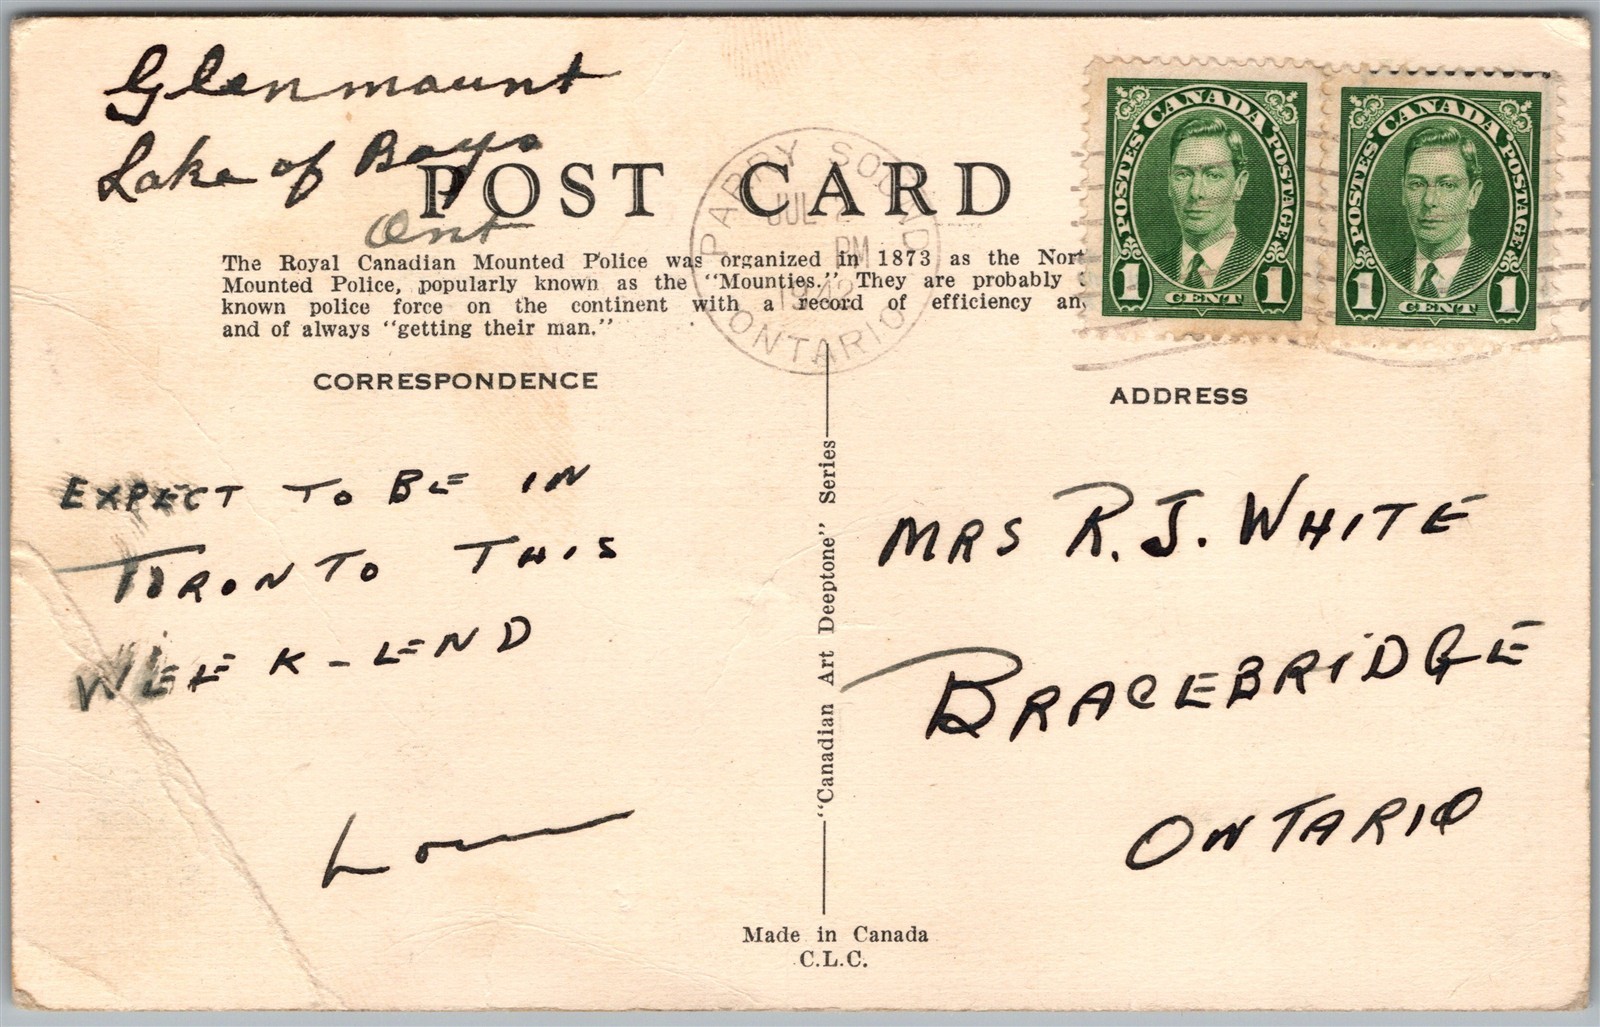 Glenmount
Lake of Bays
Ont
POST CARD
PARRY SOUND
JUL
PM
ONTARIO
CANADA
POSTES POSTAGE
1 CENT 1
CANADA
POSTES POSTAGE
1 CENT 1
The Royal Canadian Mounted Police was organized in 1873 as the Nort
Mounted Police, popularly known as the "Mounties." They are probably
known police force on the continent with a record of efficiency an
and of always "getting their man."
CORRESPONDENCE
ADDRESS
EXPECT TO BE IN
TORONTO THIS
WEEK-END
"Canadian Art Deeptone" Series
MRS R. J. WHITE
BRACEBRIDGE
ONTARIO
Made in Canada
C.L.C.